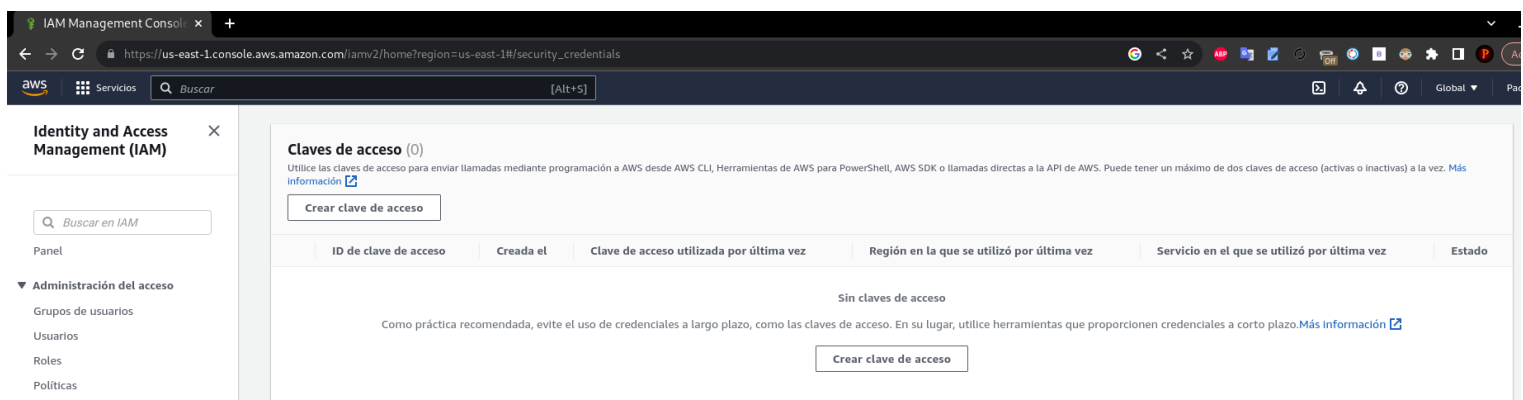 IAM Management Console
https://us-east-1.console.aws.amazon.com/iamv2/home?region=us-east-1#/security_credentials
ABP
Off
B
P
aws
Servicios
Buscar
[Alt+S]
Global
Identity and Access
Management (IAM)
Buscar en IAM
Panel
Administración del acceso
Grupos de usuarios
Usuarios
Roles
Políticas
Claves de acceso (0)
Utilice las claves de acceso para enviar llamadas mediante programación a AWS desde AWS CLI, Herramientas de AWS para PowerShell, AWS SDK o llamadas directas a la API de AWS. Puede tener un máximo de dos claves de acceso (activas o inactivas) a la vez. Más
información
Crear clave de acceso
ID de clave de acceso
Creada el
Clave de acceso utilizada por última vez
Región en la que se utilizó por última vez
Servicio en el que se utilizó por última vez
Estado
Sin claves de acceso
Como práctica recomendada, evite el uso de credenciales a largo plazo, como las claves de acceso. En su lugar, utilice herramientas que proporcionen credenciales a corto plazo.Más información
Crear clave de acceso